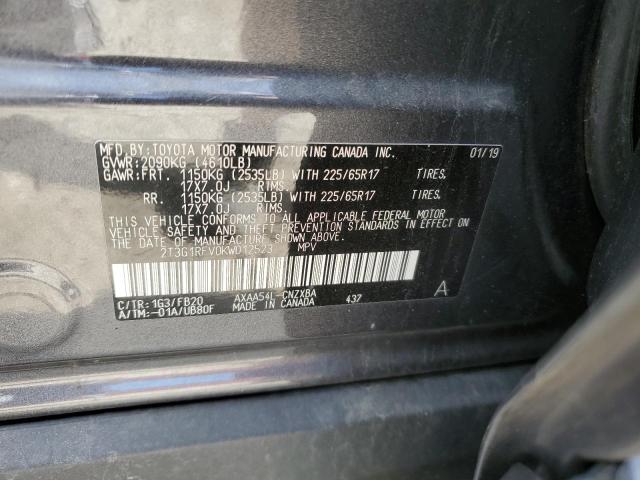 MFD.BY:TOYOTA MOTOR MANUFACTURING CANADA INC. 01/19
GVWR:2090KG (4610LB)
GAWR:FRT. 1150KG (2535LB) WITH 225/65R17 TIRES.
17X7.0J RIMS.
RR. 1150KG (2535LB) WITH 225/65R17 TIRES.
17X7.0J RIMS.
THIS VEHICLE CONFORMS TO ALL APPLICABLE FEDERAL MOTOR
VEHICLE SAFETY AND THEFT PREVENTION STANDARDS IN EFFECT
ON THE DATE OF MANUFACTURE SHOWN ABOVE.
2T3G1RFV0KW012523 MPV
C/TR:1G3/FB20 AXAA54L-CNZXBA 437 A
A/TM:-01A/UB80F MADE IN CANADA